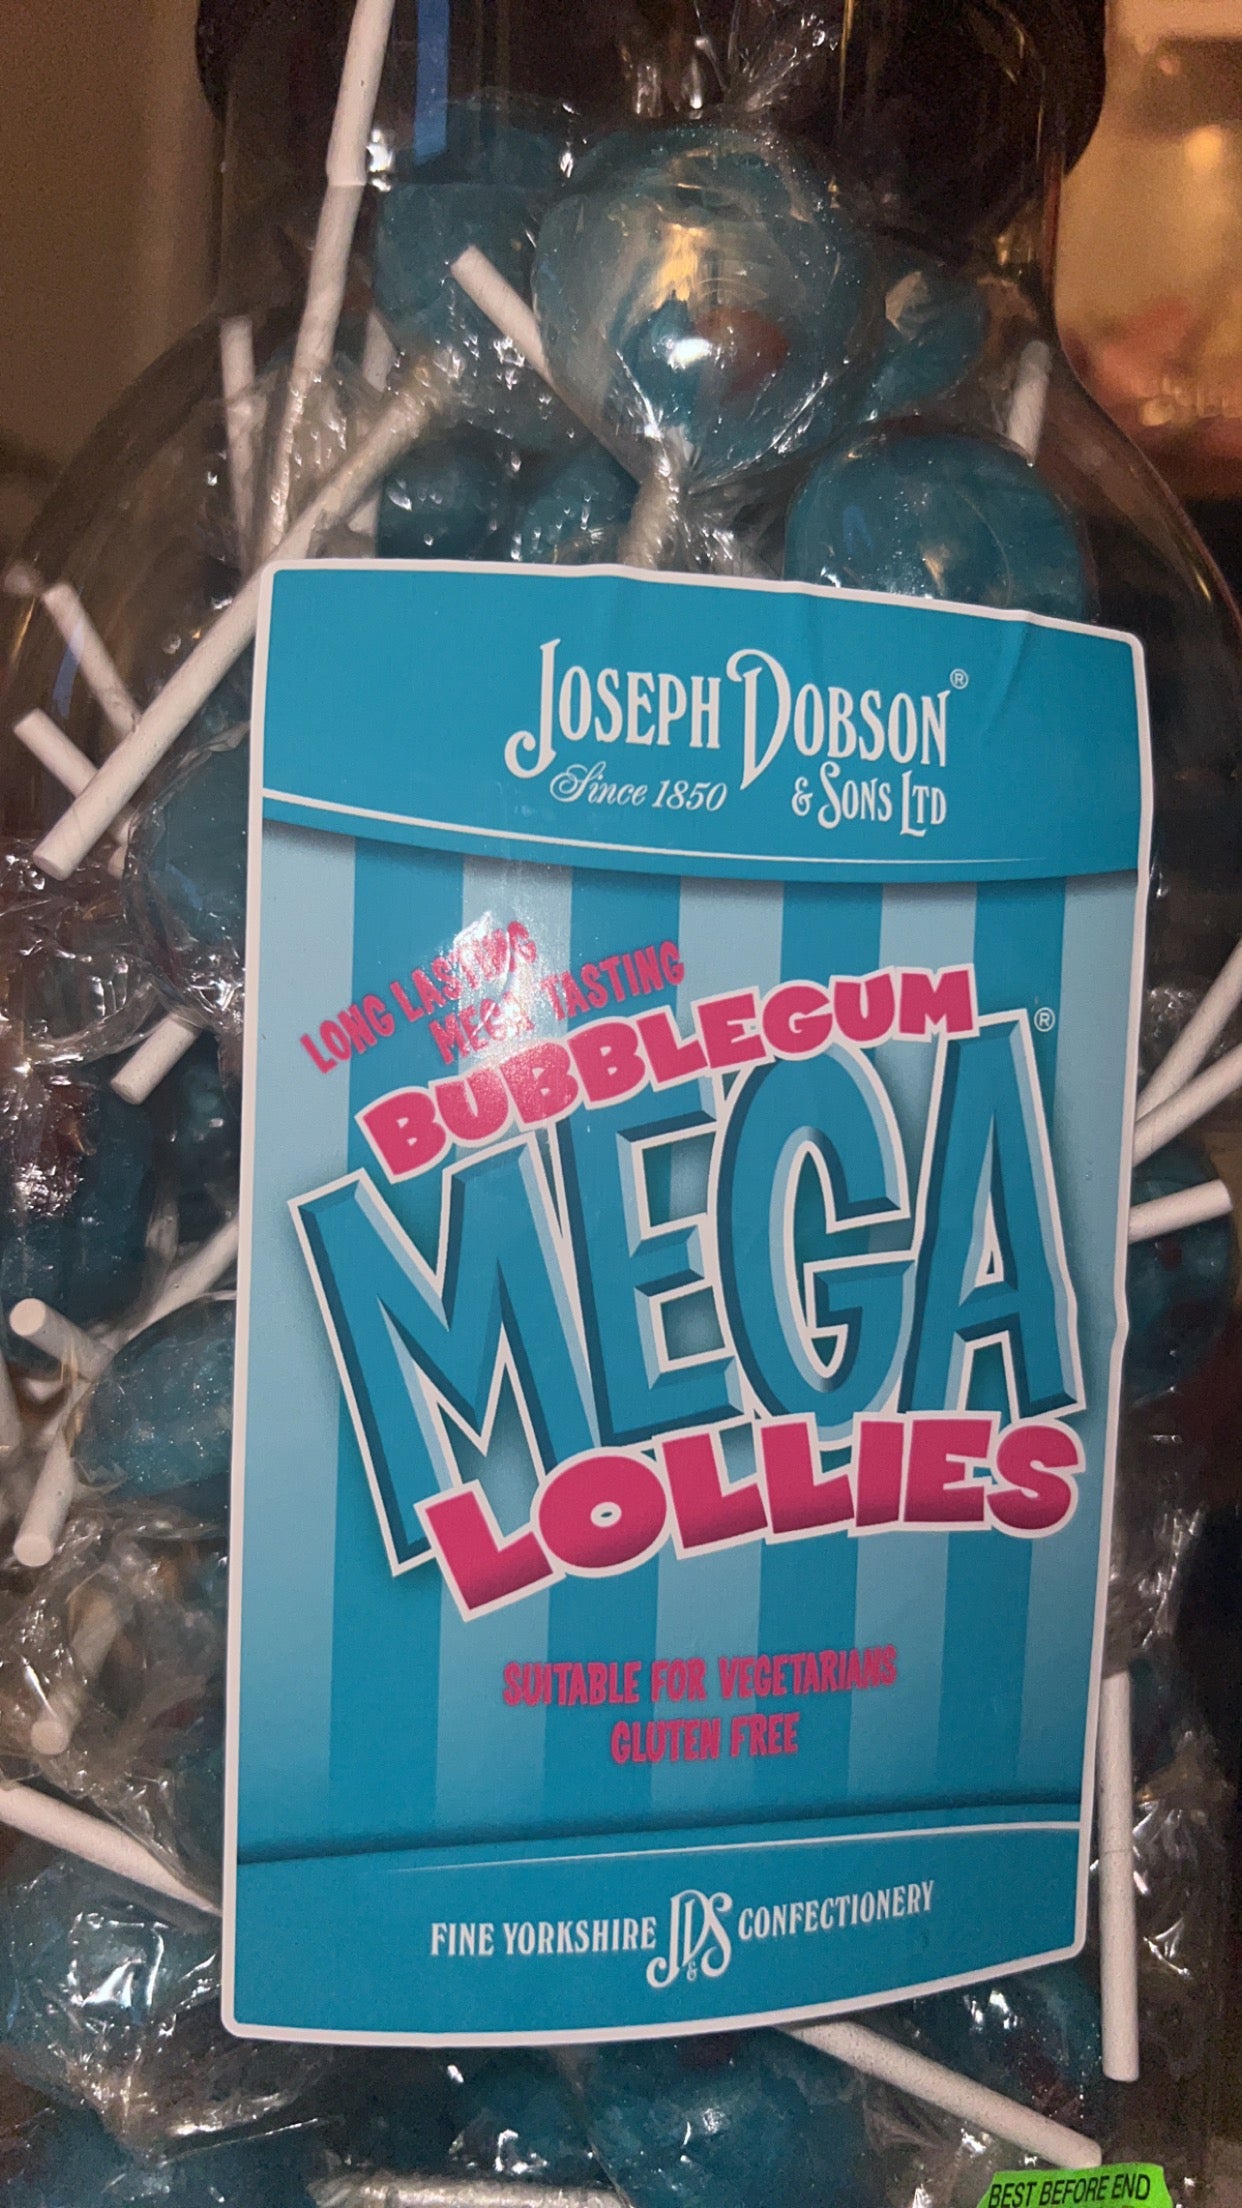 JOSEPH DOBSON®
Since 1850 & SONS LTD
LONG LASTING
MEGA TASTING
BUBBLEGUM
MEGA®
LOLLIES
SUITABLE FOR VEGETARIANS
GLUTEN FREE
FINE YORKSHIRE JD&S CONFECTIONERY
BEST BEFORE END